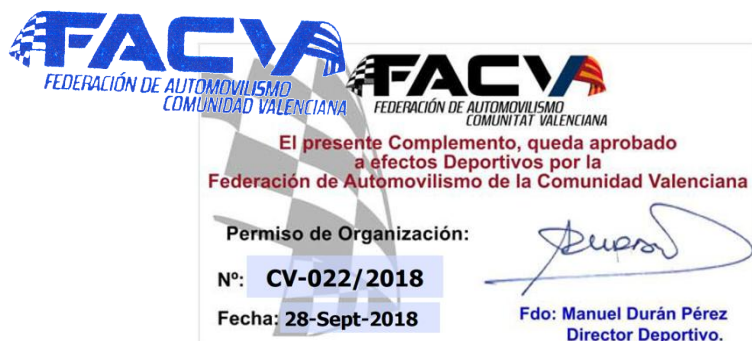 FACV
FEDERACIÓN DE AUTOMOVILISMO
COMUNIDAD VALENCIANA
FACV
FEDERACIÓN DE AUTOMOVILISMO
COMUNITAT VALENCIANA
El presente Complemento, queda aprobado
a efectos Deportivos por la
Federación de Automovilismo de la Comunidad Valenciana
Permiso de Organización:
Nº: CV-022/2018
Fecha: 28-Sept-2018
Fdo: Manuel Durán Pérez
Director Deportivo.